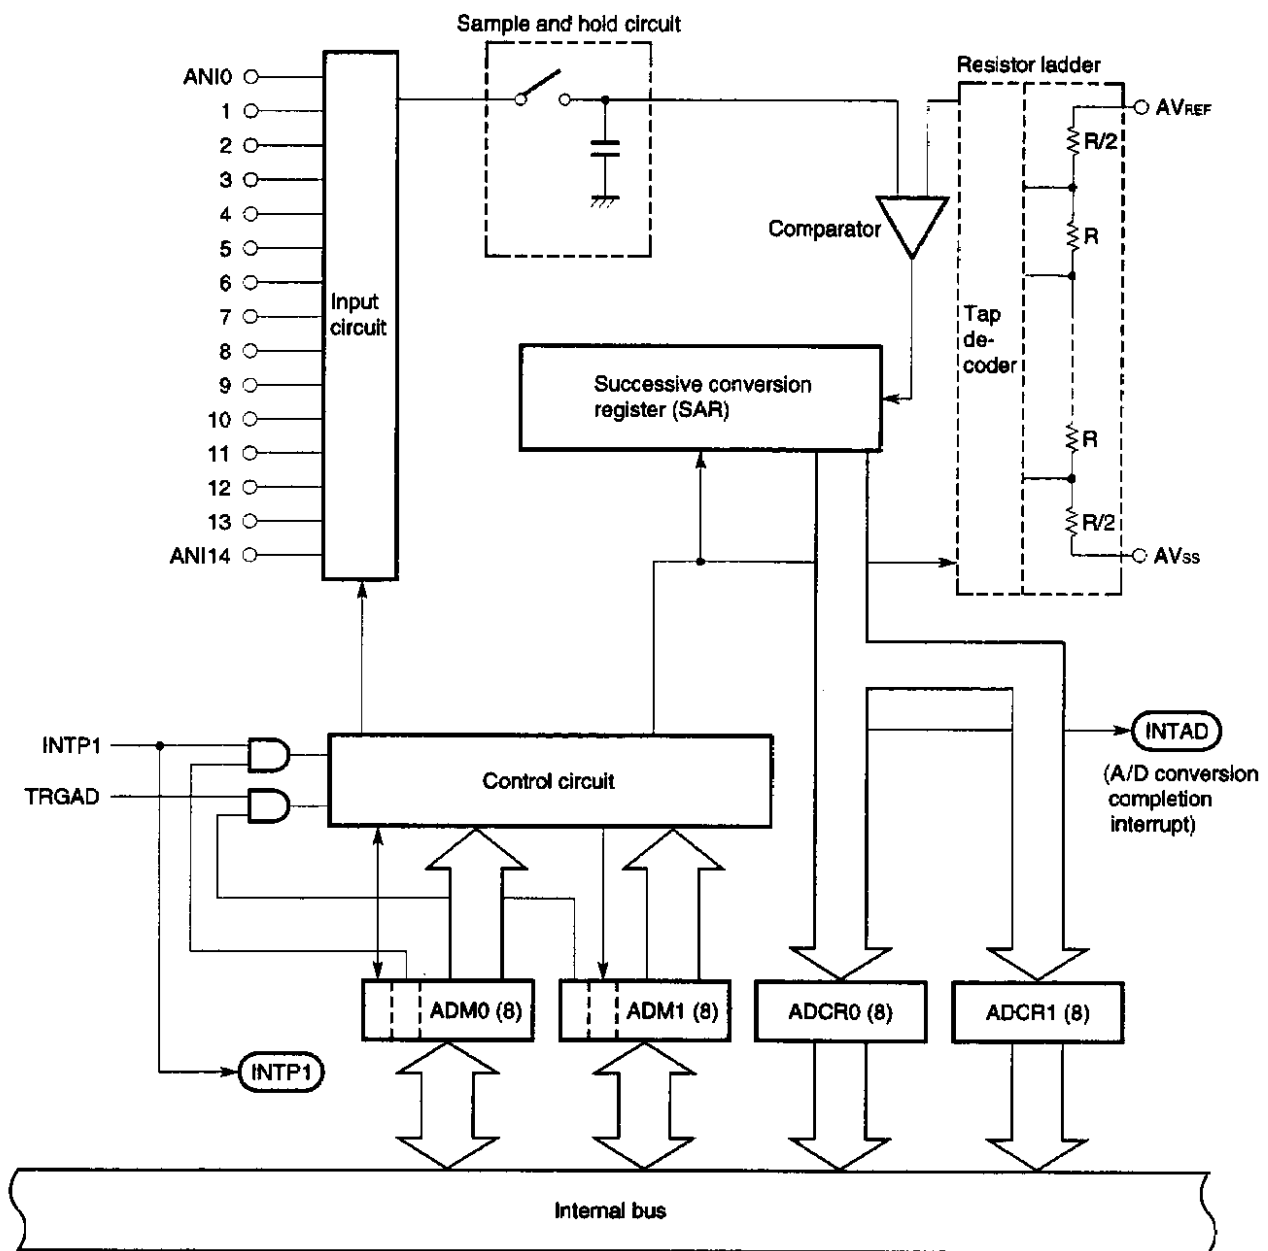 Sample and hold circuit
Resistor ladder
ANI0
1
2
3
4
5
6
7
8
9
10
11
12
13
ANI14
Input
circuit
Comparator
AVREF
R/2
R
R
R/2
AVSS
Tap
de-
coder
Successive conversion
register (SAR)
INTP1
TRGAD
Control circuit
INTAD
(A/D conversion
completion
interrupt)
ADM0 (8)
ADM1 (8)
ADCR0 (8)
ADCR1 (8)
INTP1
Internal bus